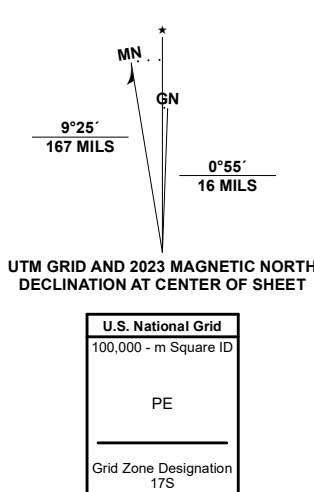 ★
MN
GN
9°25´
167 MILS
0°55´
16 MILS
UTM GRID AND 2023 MAGNETIC NORTH
DECLINATION AT CENTER OF SHEET
U.S. National Grid
100,000 - m Square ID
PE
Grid Zone Designation
17S